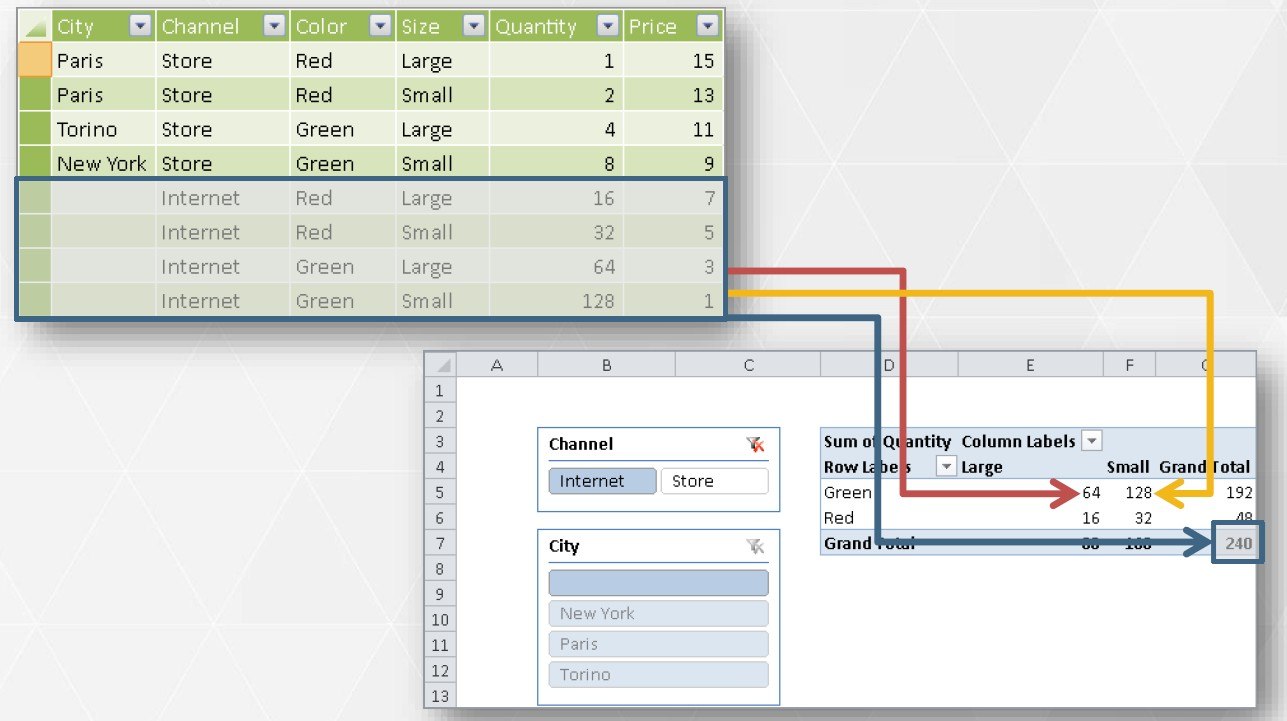 City Channel Color Size Quantity Price
Paris Store Red Large 1 15
Paris Store Red Small 2 13
Torino Store Green Large 4 11
New York Store Green Small 8 9
Internet Red Large 16 7
Internet Red Small 32 5
Internet Green Large 64 3
Internet Green Small 128 1
A B C D E F G
1
2
3 Channel Sum of Quantity Column Labels
4 Internet Store Row Labels Large Small Grand Total
5 Green 64 128 192
6 Red 16 32 48
7 City Grand Total 240
8
9
10 New York
11 Paris
12 Torino
13